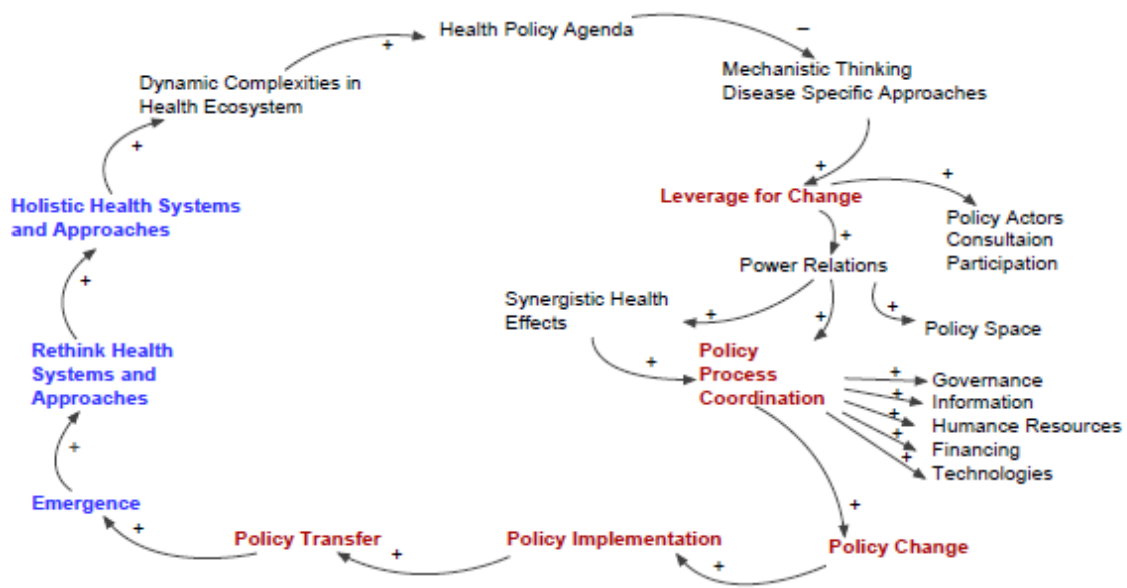 Health Policy Agenda
–
+
Dynamic Complexities in
Health Ecosystem
Mechanistic Thinking
Disease Specific Approaches
+
+
+
Leverage for Change
Holistic Health Systems
and Approaches
Policy Actors
Consultaion
Participation
+
Power Relations
+
Synergistic Health
Effects
+
+
+
Policy Space
Rethink Health
Systems and
Approaches
+
Policy
Process
Coordination
+
Governance
+
Information
+
Humance Resources
+
Financing
+
Technologies
+
Emergence
+
+
Policy Transfer
+
Policy Implementation
+
Policy Change